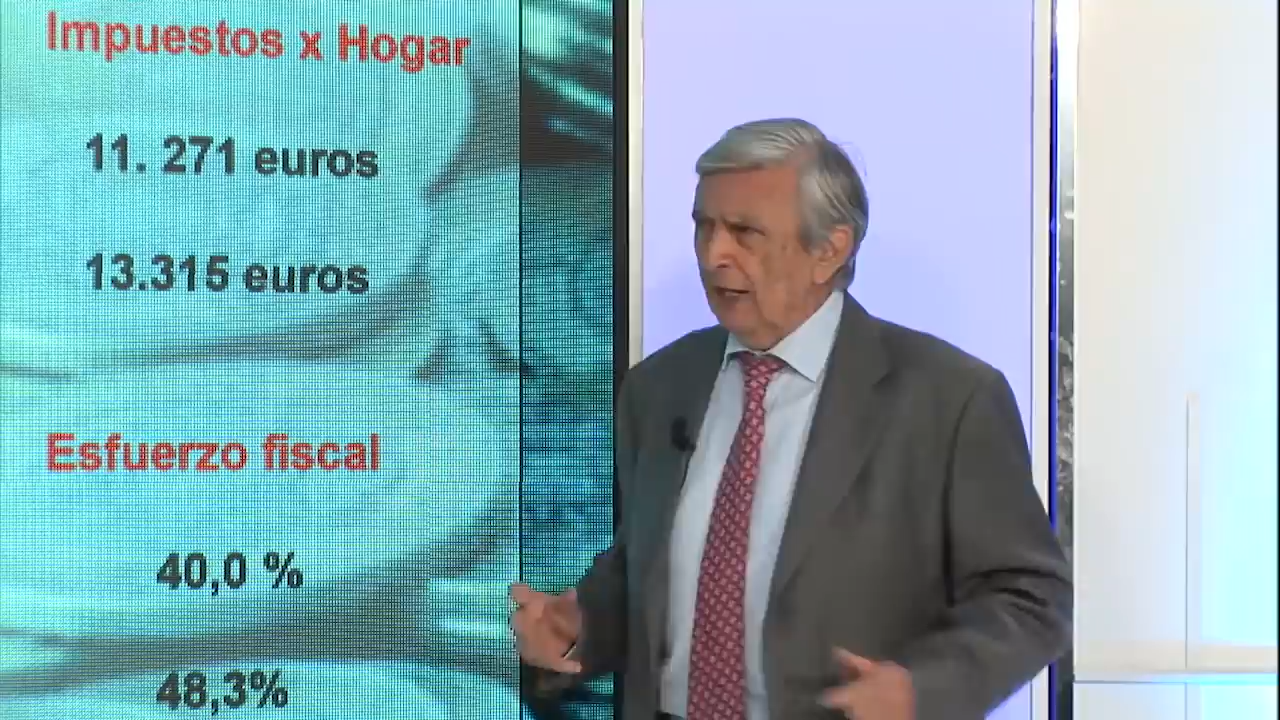 Impuestos x Hogar
11. 271 euros
13.315 euros
Esfuerzo fiscal
40,0 %
48,3%